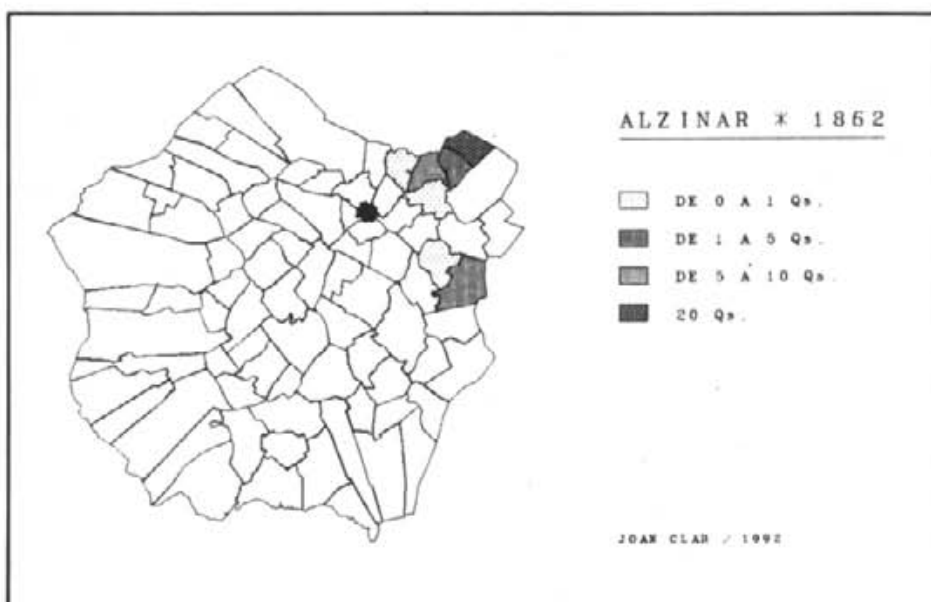 ALZINAR * 1862
DE 0 A 1 Qs.
DE 1 A 5 Qs.
DE 5 A 10 Qs.
20 Qs.
JOAN CLAR / 1992